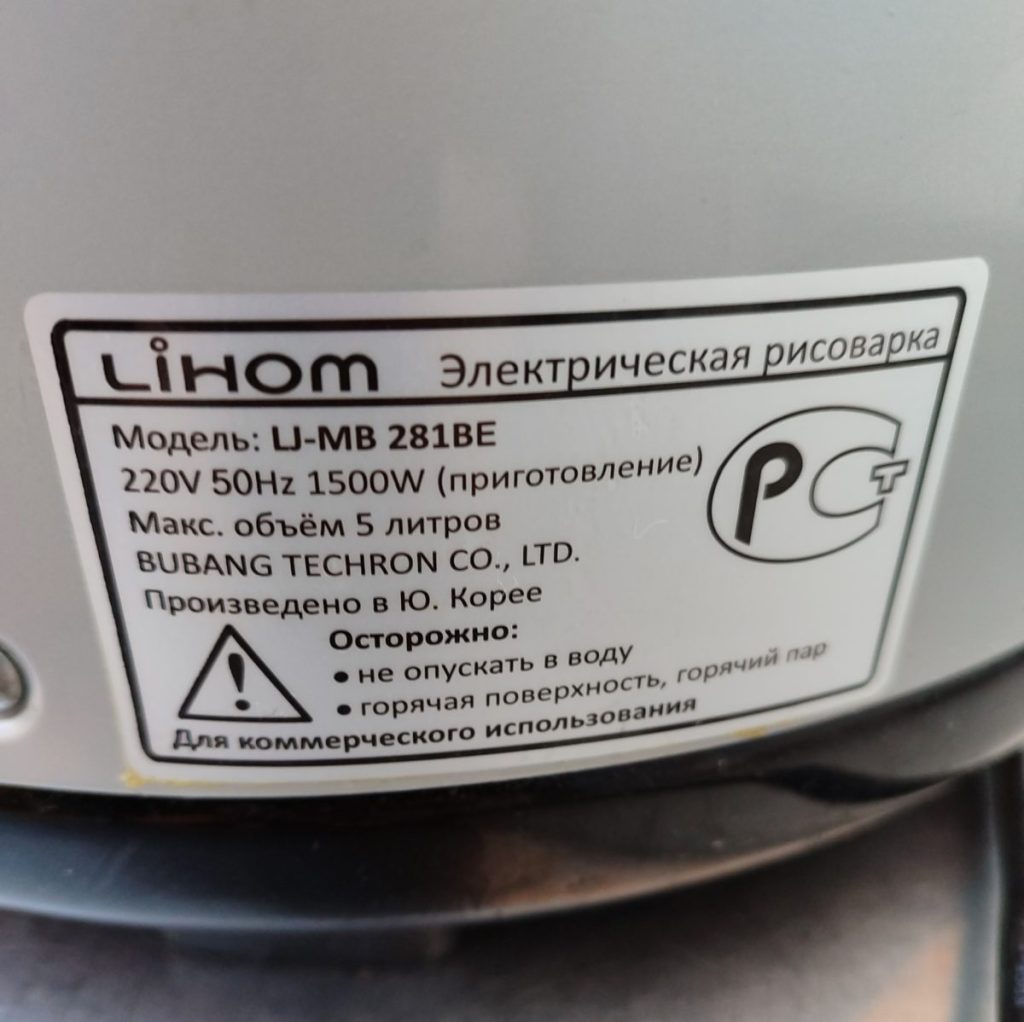 LiHOM Электрическая рисоварка
Модель: LJ-MB 281BE
220V 50Hz 1500W (приготовление)
Макс. объём 5 литров
BUBANG TECHRON CO., LTD.
Произведено в Ю. Корее
Осторожно:
• не опускать в воду
• горячая поверхность, горячий пар
Для коммерческого использования
РСТ